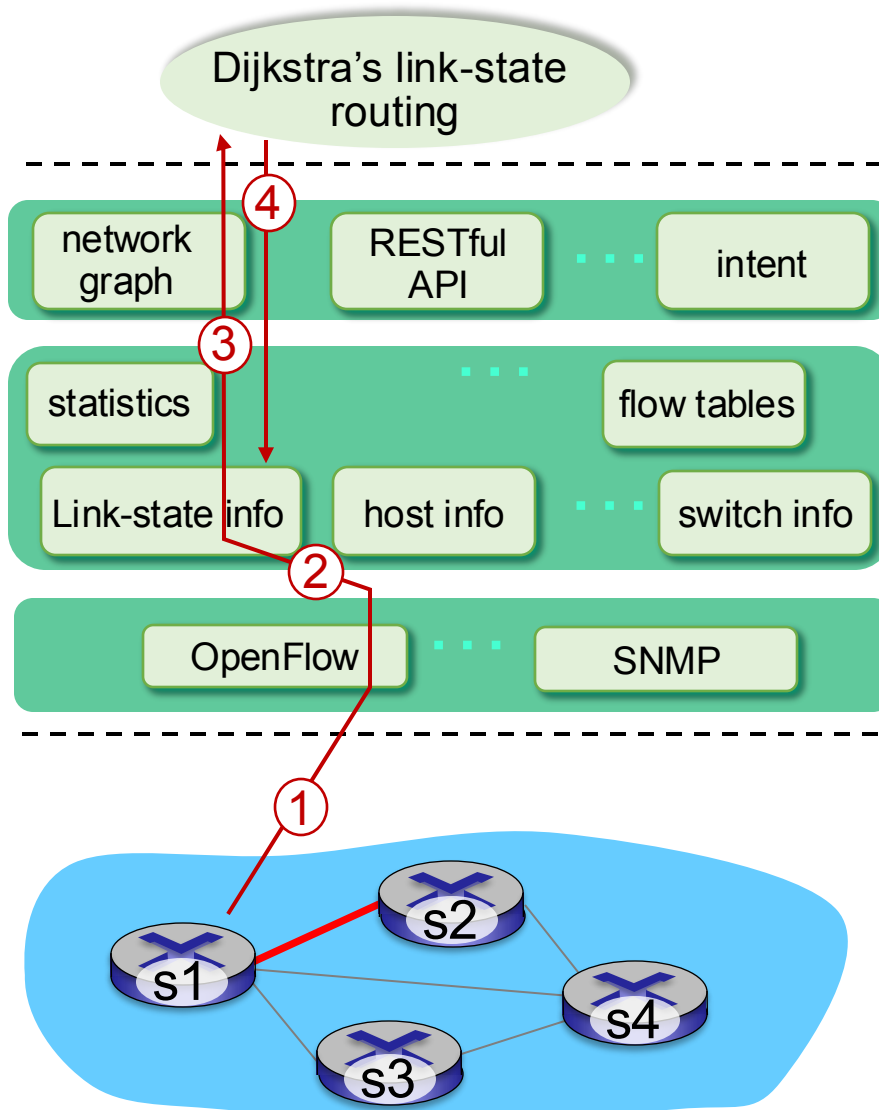 Dijkstra's link-state
routing
4
network
graph
RESTful
API
intent
3
statistics
flow tables
Link-state info
host info
switch info
2
OpenFlow
SNMP
1
s2
s1
s4
s3